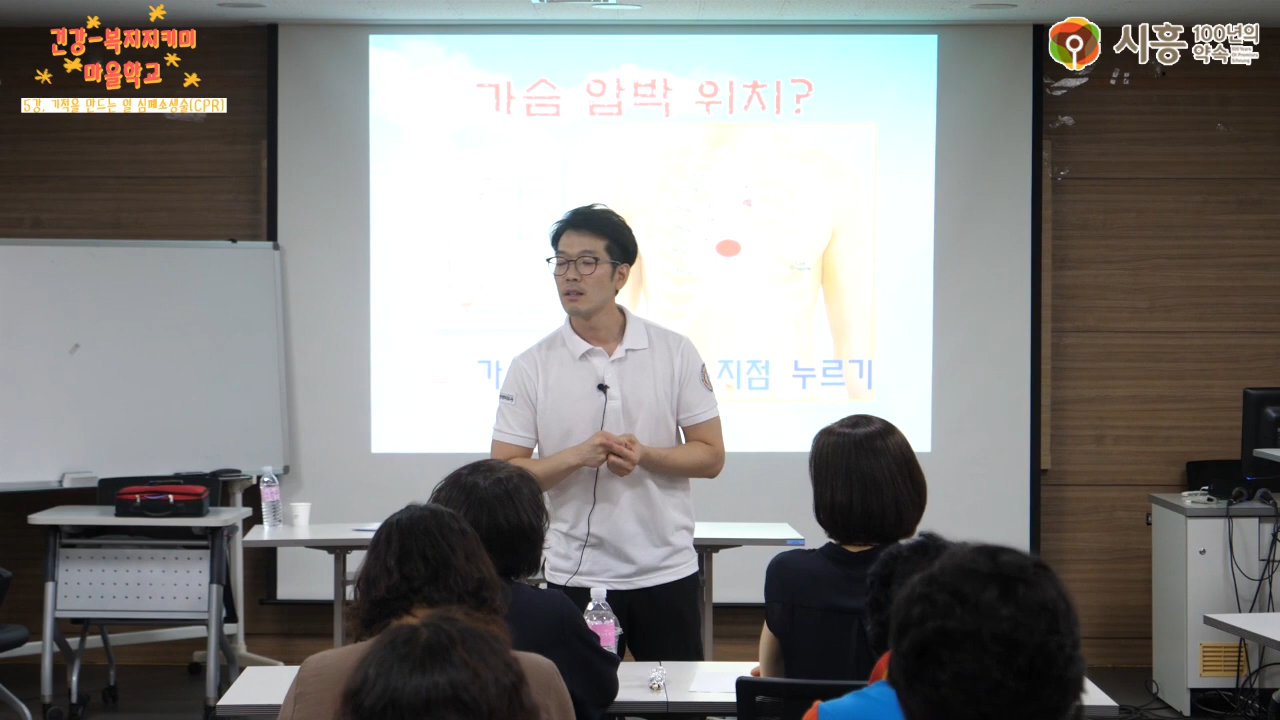 건강-복지지키미
마을학교
5강. 기적을 만드는 일 심폐소생술(CPR)
시흥 100년의
약속
가슴 압박 위치?
가
지점 누르기